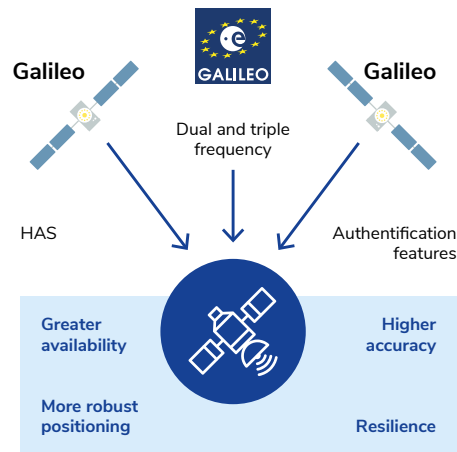 GALILEO
Galileo
Galileo
Dual and triple
frequency
HAS
Authentification
features
Greater
availability
Higher
accuracy
More robust
positioning
Resilience